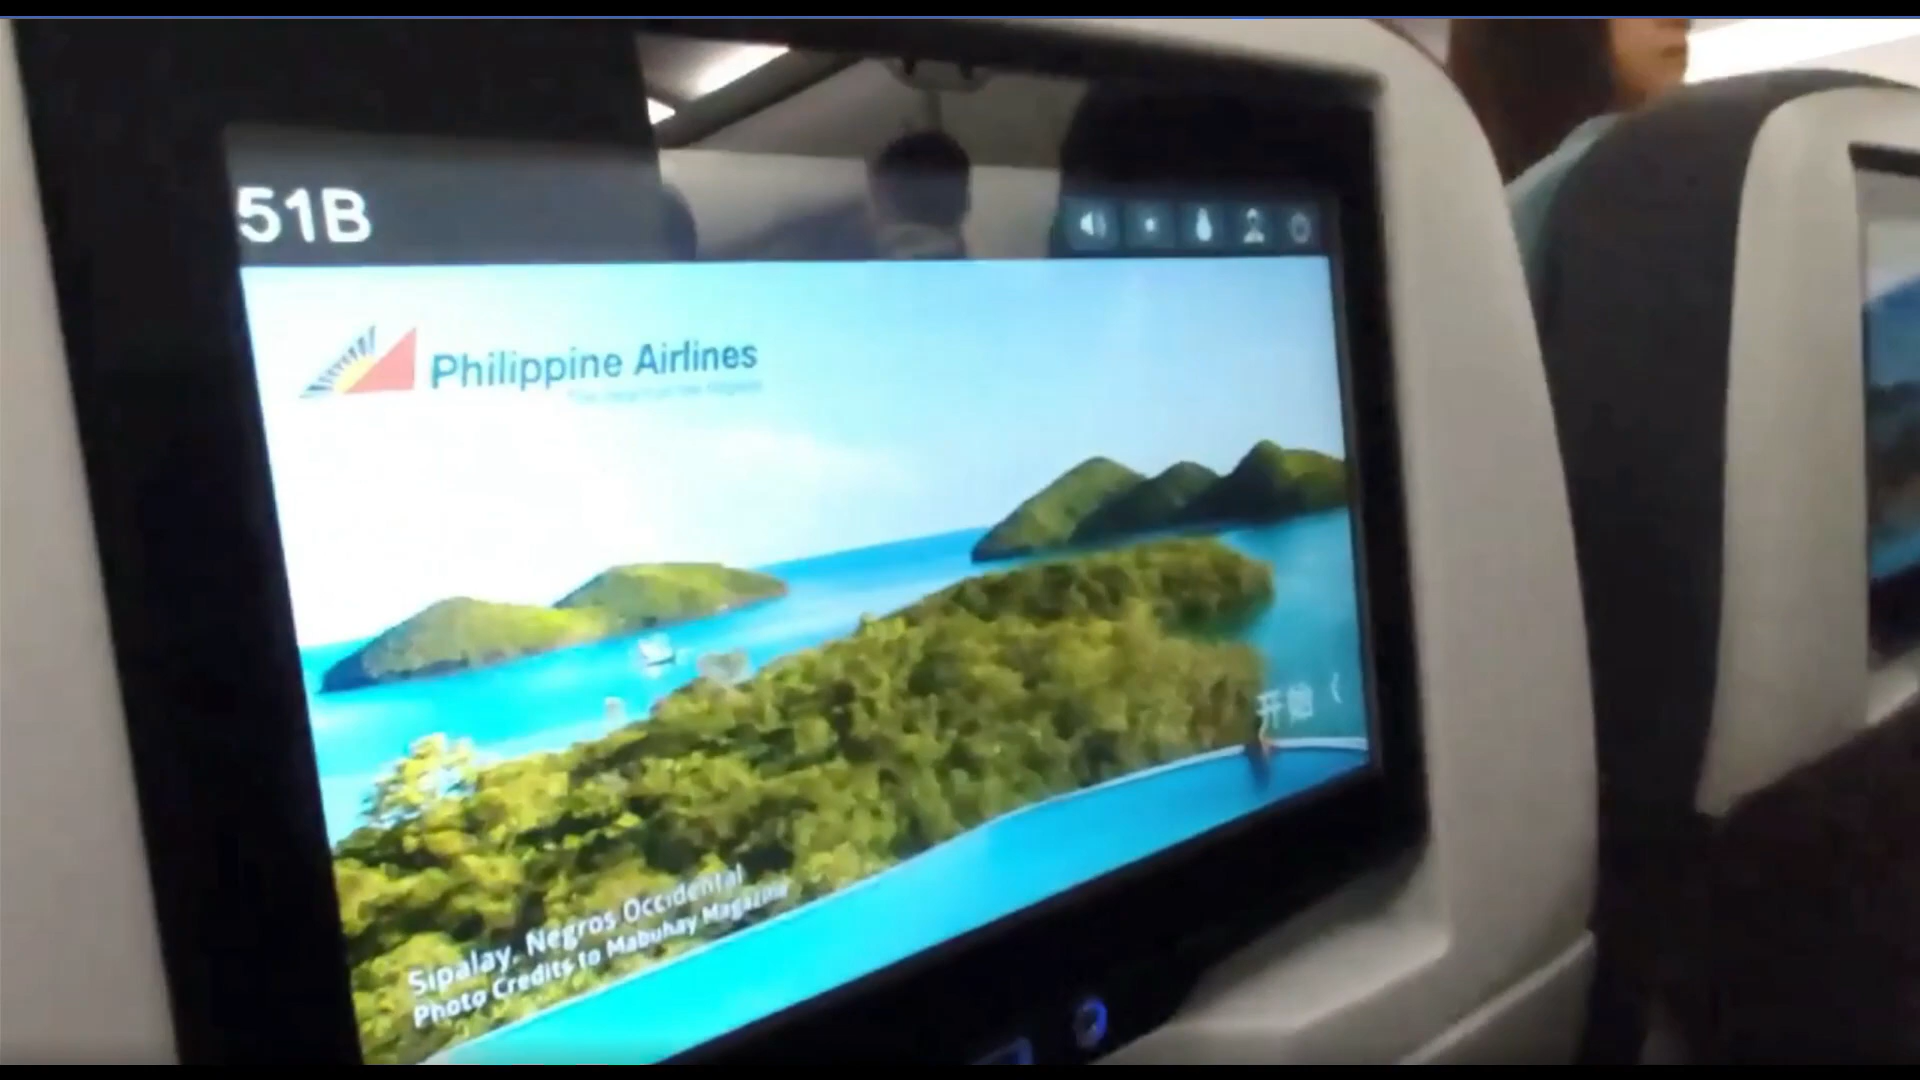 51B
Philippine Airlines
开始
Sipalay, Negros Occidental
Photo Credits to Mabuhay Magazine